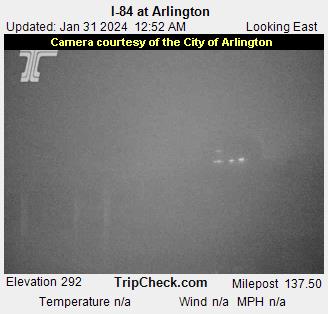 I-84 at Arlington
Updated: Jan 31 2024 12:52 AM Looking East
Camera courtesy of the City of Arlington
Elevation 292 TripCheck.com Milepost 137.50
Temperature n/a Wind n/a MPH n/a